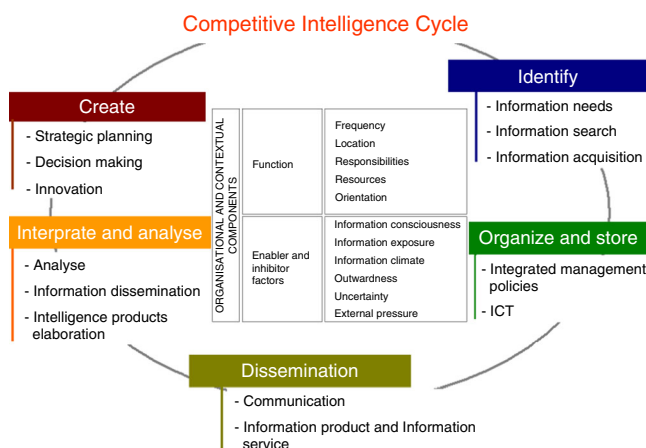 Competitive Intelligence Cycle
Create
- Strategic planning
- Decision making
- Innovation
Identify
- Information needs
- Information search
- Information acquisition
ORGANISATIONAL AND CONTEXTUAL
COMPONENTS
Function
Frequency
Location
Responsibilities
Resources
Orientation
Enabler and
inhibitor
factors
Information consciousness
Information exposure
Information climate
Outwardness
Uncertainty
External pressure
Interprate and analyse
- Analyse
- Information dissemination
- Intelligence products
elaboration
Organize and store
- Integrated management
policies
- ICT
Dissemination
- Communication
- Information product and Information
service